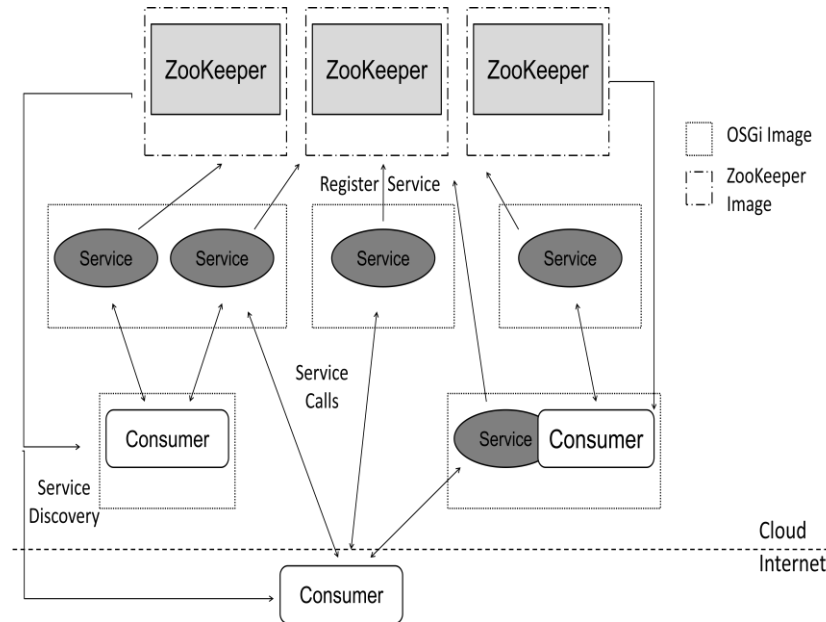 ZooKeeper
ZooKeeper
ZooKeeper
OSGi Image
ZooKeeper
Image
Register Service
Service
Service
Service
Service
Service
Calls
Consumer
Service
Consumer
Service
Discovery
Cloud
Internet
Consumer